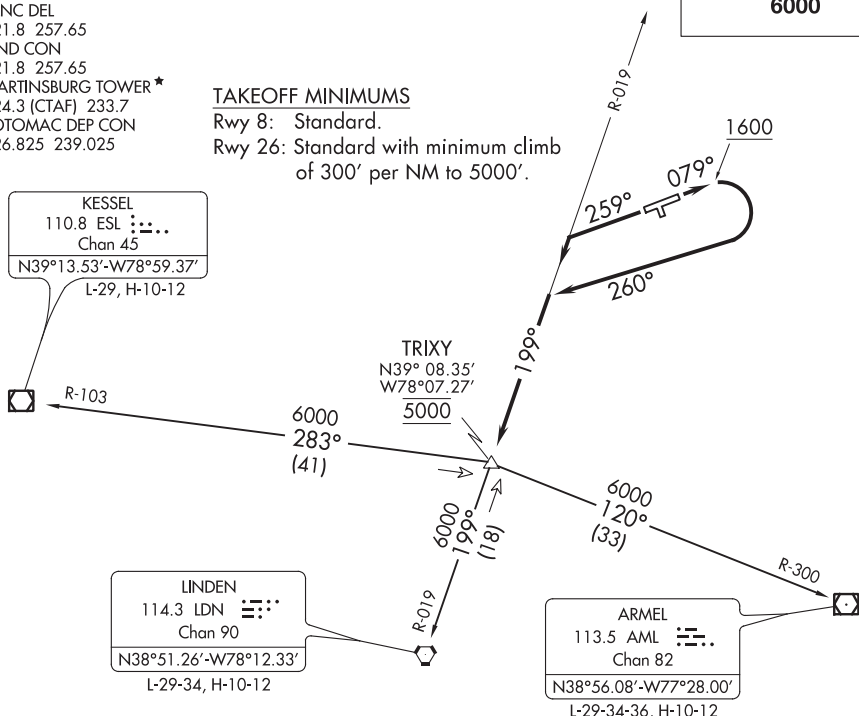 NC DEL
21.8 257.65
ND CON
21.8 257.65
ARTINSBURG TOWER★
24.3 (CTAF) 233.7
OTOMAC DEP CON
26.825 239.025
6000
TAKEOFF MINIMUMS
Rwy 8: Standard.
Rwy 26: Standard with minimum climb
of 300' per NM to 5000'.
R-019
1600
079°
259°
260°
199°
KESSEL
110.8 ESL
Chan 45
N39°13.53'-W78°59.37'
L-29, H-10-12
TRIXY
N39° 08.35'
W78°07.27'
5000
R-103
6000
283°
(41)
6000
199°
(18)
6000
120°
(33)
R-019
R-300
LINDEN
114.3 LDN
Chan 90
N38°51.26'-W78°12.33'
L-29-34, H-10-12
ARMEL
113.5 AML
Chan 82
N38°56.08'-W77°28.00'
L-29-34-36, H-10-12